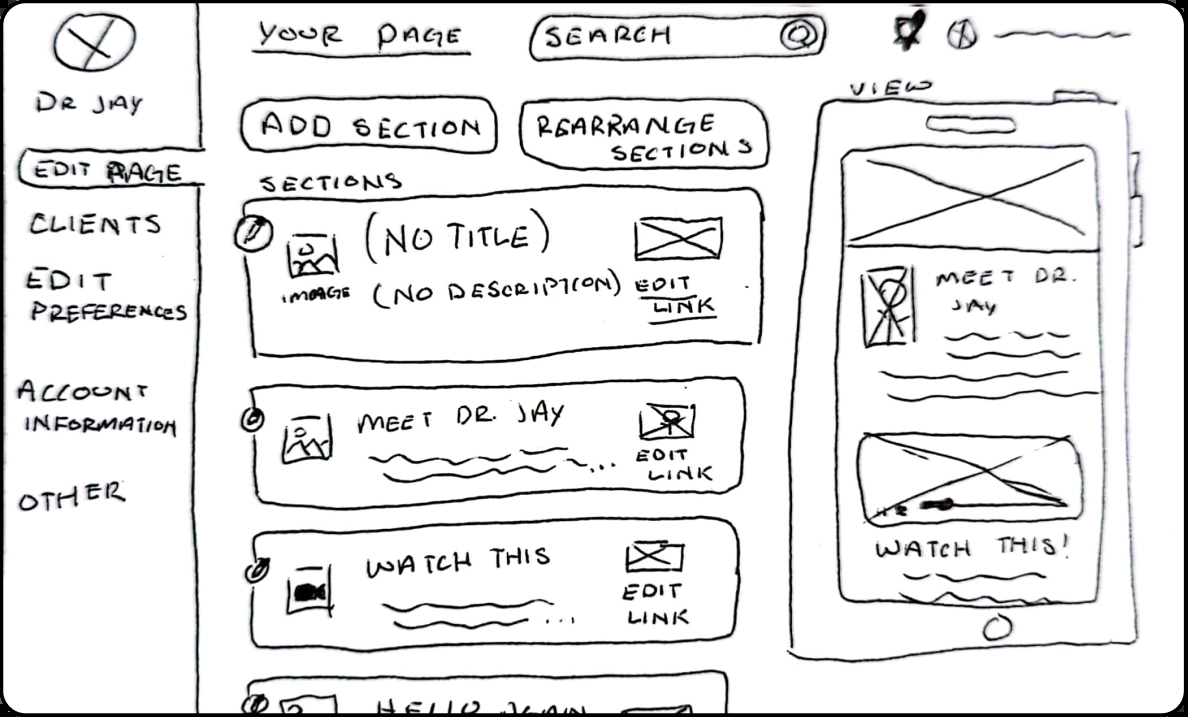 DR JAY
EDIT PAGE
CLIENTS
EDIT
PREFERENCES
ACCOUNT
INFORMATION
OTHER
YOUR PAGE
SEARCH
ADD SECTION
REARRANGE
SECTIONS
SECTIONS
(NO TITLE)
IMAGE
(NO DESCRIPTION)
EDIT
LINK
MEET DR. JAY
...
EDIT
LINK
WATCH THIS
...
EDIT
LINK
HELLO AGAIN
VIEW
MEET DR.
JAY
WATCH THIS!